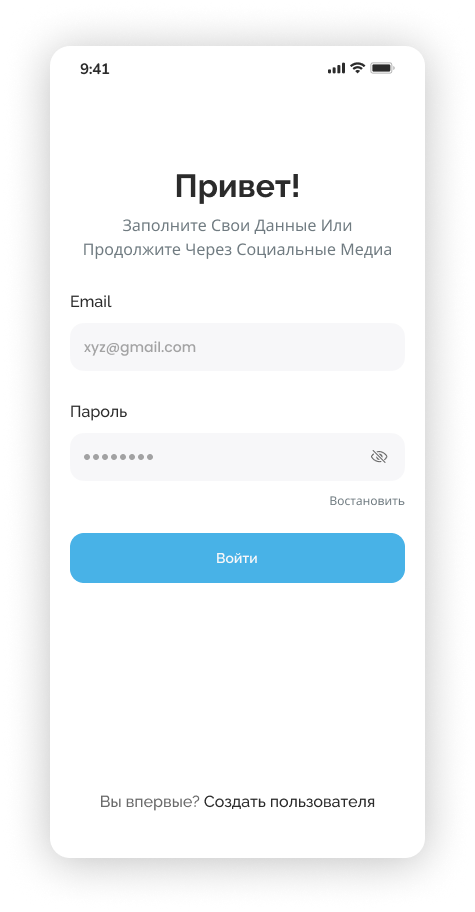 9:41
Привет!
Заполните Свои Данные Или
Продолжите Через Социальные Медиа
Email
xyz@gmail.com
Пароль
••••••••
Востановить
Войти
Вы впервые? Создать пользователя